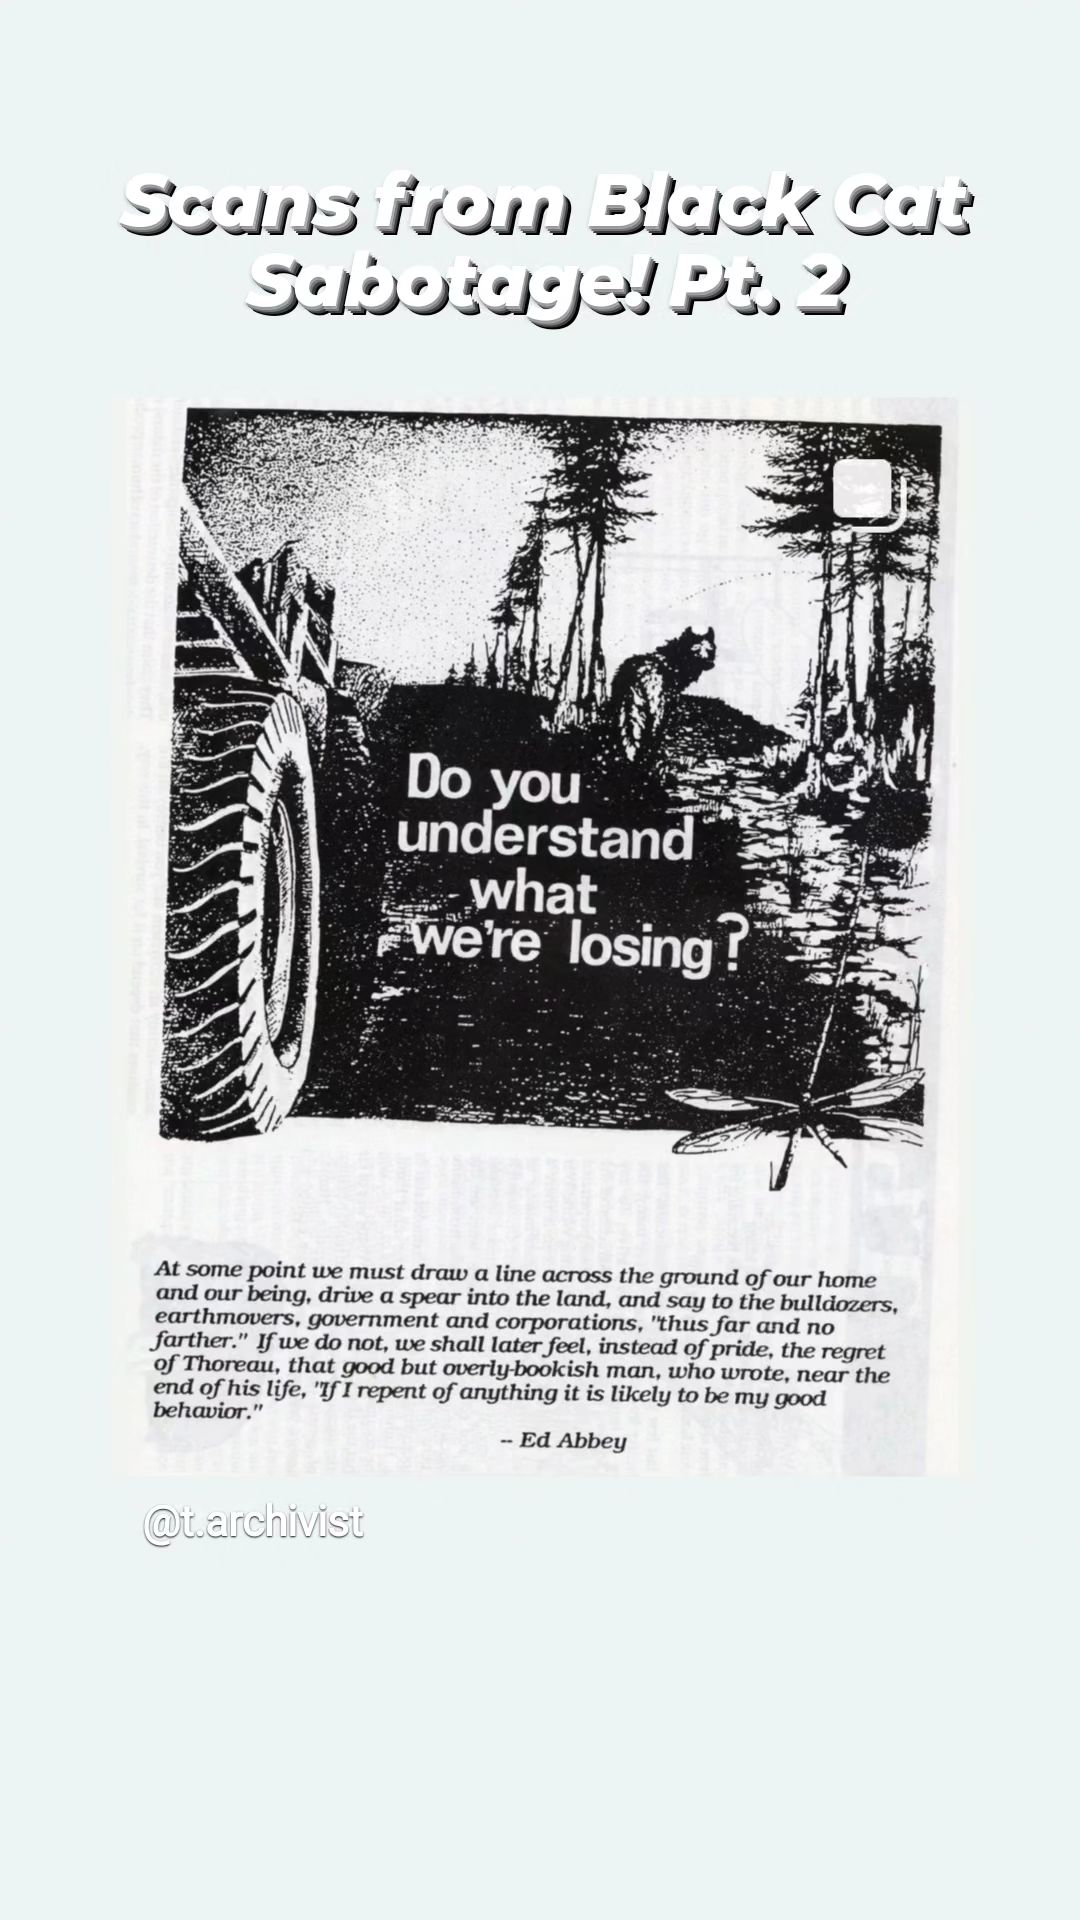 Scans from Black Cat
Sabotage! Pt. 2
Do you
understand
what
we're losing?
At some point we must draw a line across the ground of our home
and our being, drive a spear into the land, and say to the bulldozers,
earthmovers, government and corporations, "thus far and no
farther." If we do not, we shall later feel, instead of pride, the regret
of Thoreau, that good but overly-bookish man, who wrote, near the
end of his life, "If I repent of anything it is likely to be my good
behavior."
-- Ed Abbey
@t.archivist